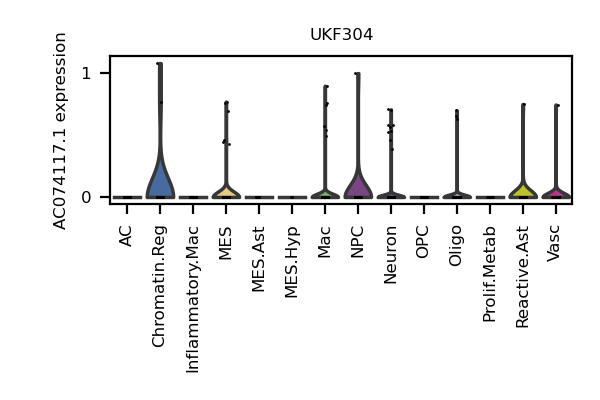 UKF304
AC074117.1 expression
1
0
AC
Chromatin.Reg
Inflammatory.Mac
MES
MES.Ast
MES.Hyp
Mac
NPC
Neuron
OPC
Oligo
Prolif.Metab
Reactive.Ast
Vasc